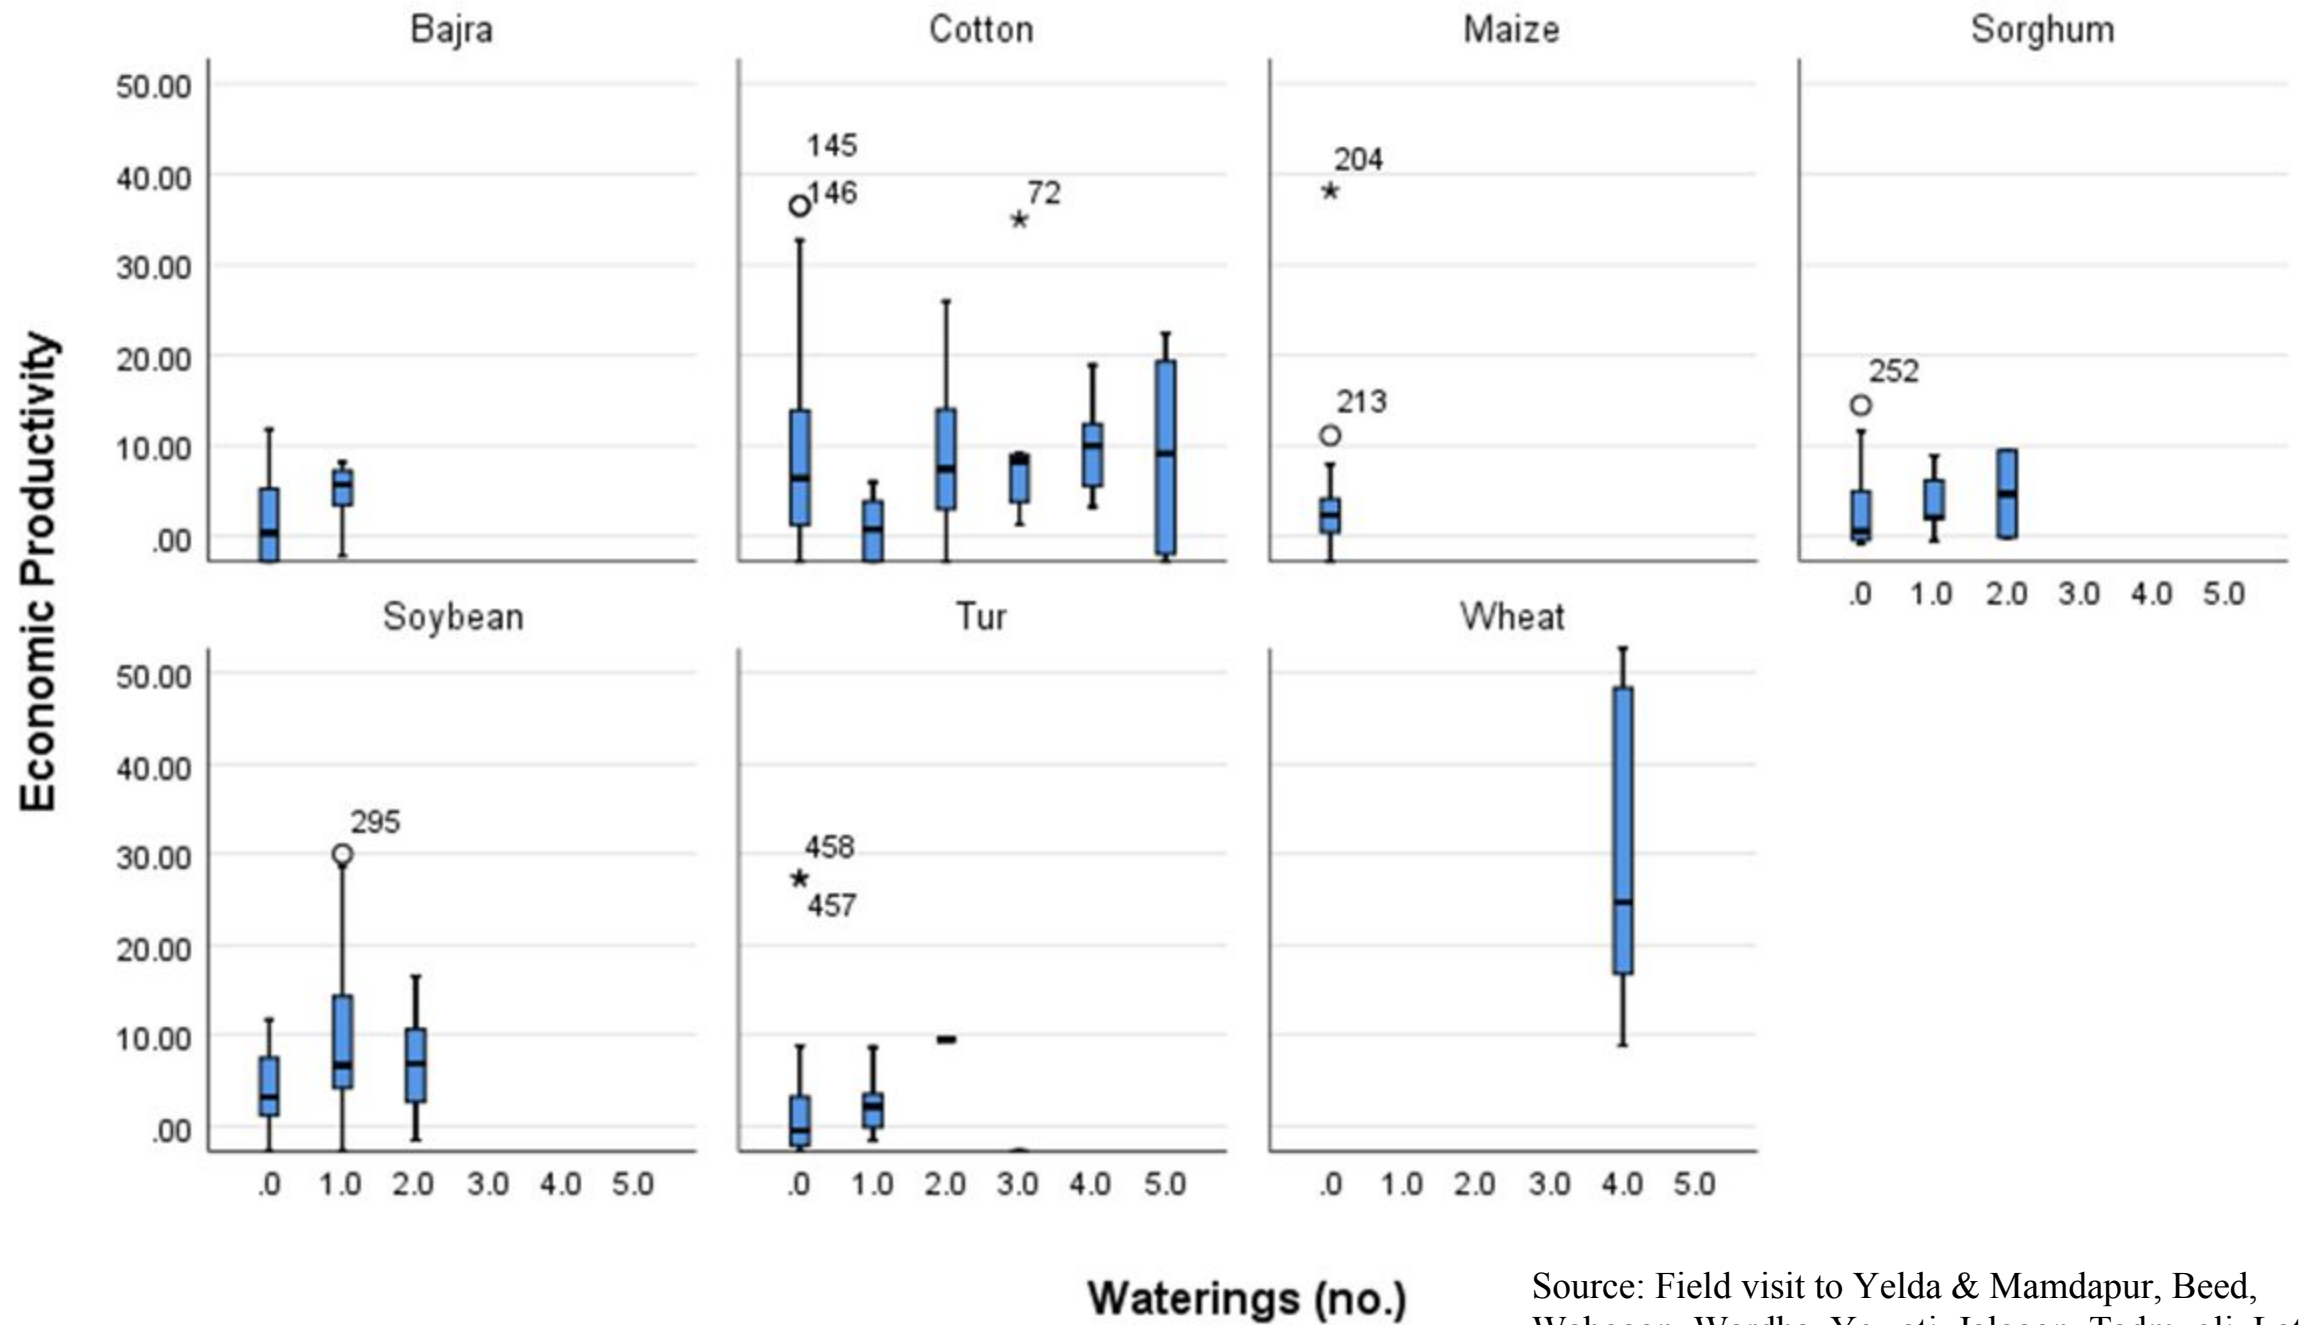 Bajra
Cotton
Maize
Sorghum
50.00
40.00
30.00
20.00
10.00
.00
145
146
72
204
213
252
.0 1.0 2.0 3.0 4.0 5.0
Economic Productivity
Soybean
Tur
Wheat
50.00
40.00
30.00
20.00
10.00
.00
295
458
457
.0 1.0 2.0 3.0 4.0 5.0
.0 1.0 2.0 3.0 4.0 5.0
.0 1.0 2.0 3.0 4.0 5.0
Waterings (no.)
Source: Field visit to Yelda & Mamdapur, Beed,